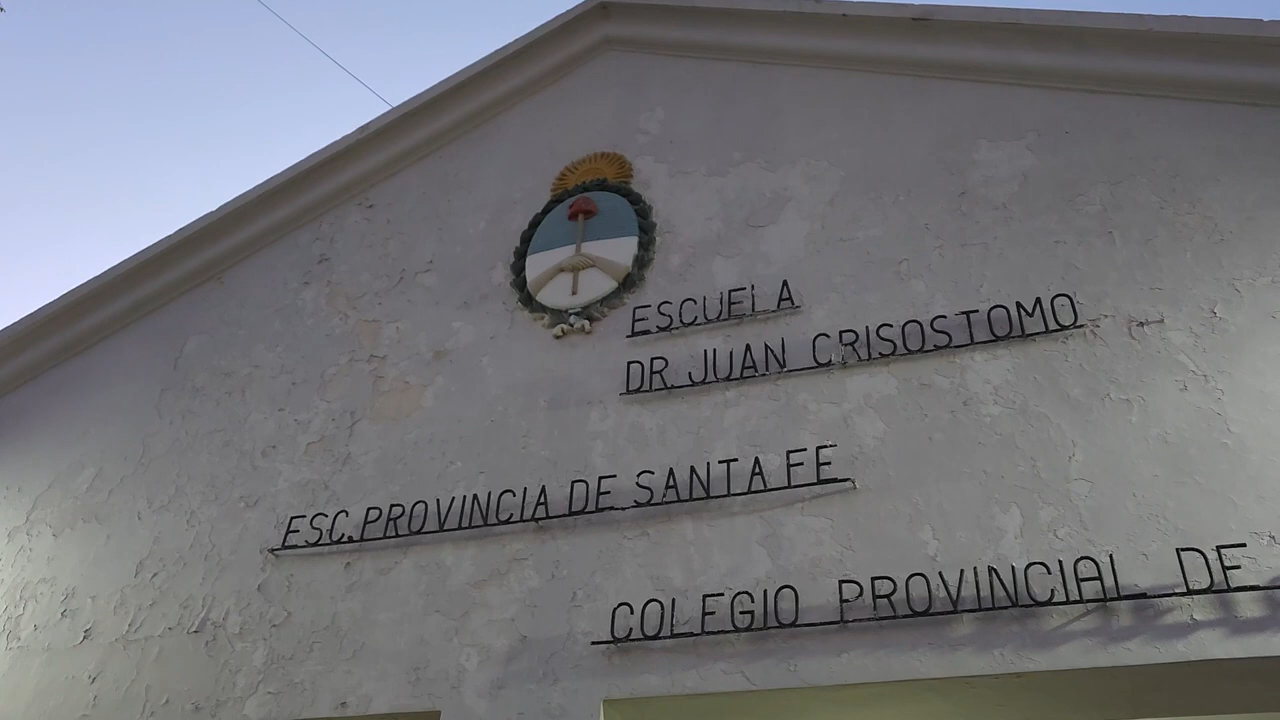 ESCUELA
DR. JUAN CRISOSTOMO
ESC. PROVINCIA DE SANTA FE
COLEGIO PROVINCIAL DE